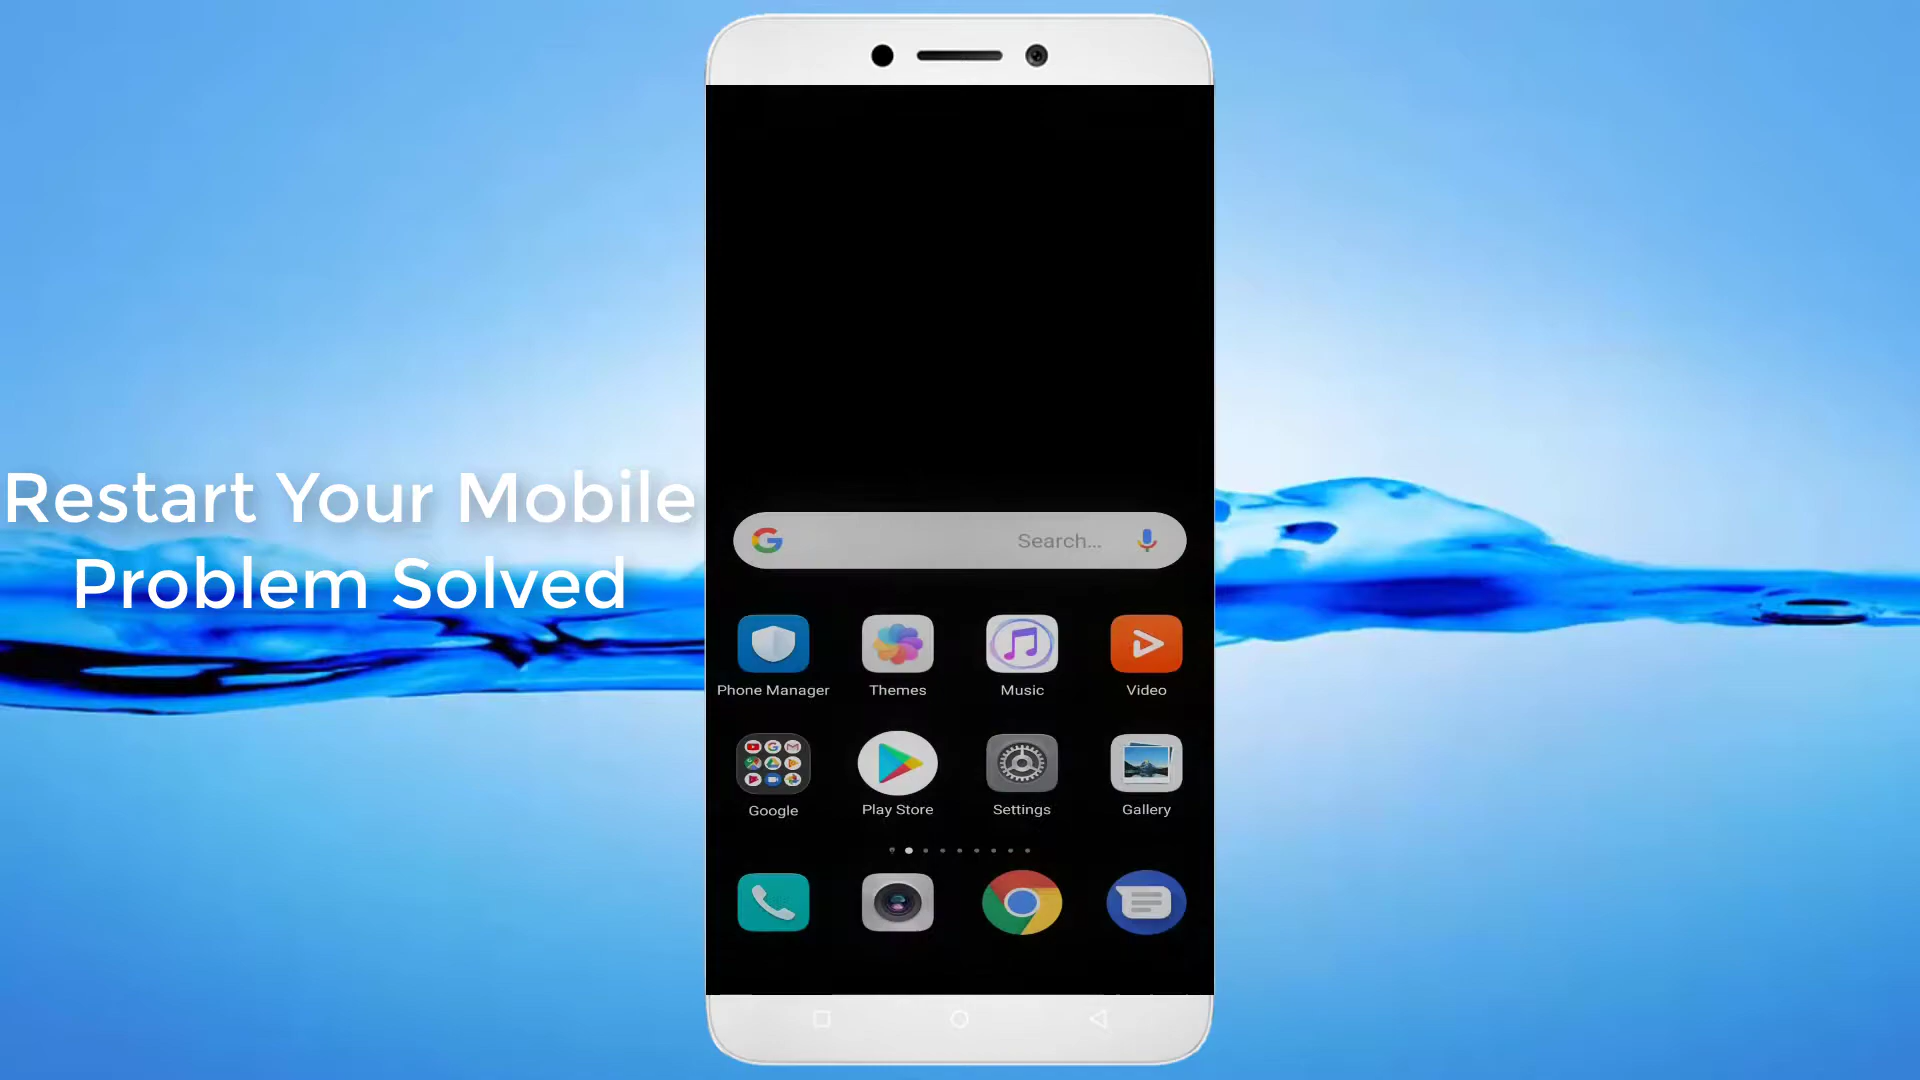 Restart Your Mobile
Problem Solved
Search...
Phone Manager
Themes
Music
Video
Google
Play Store
Settings
Gallery